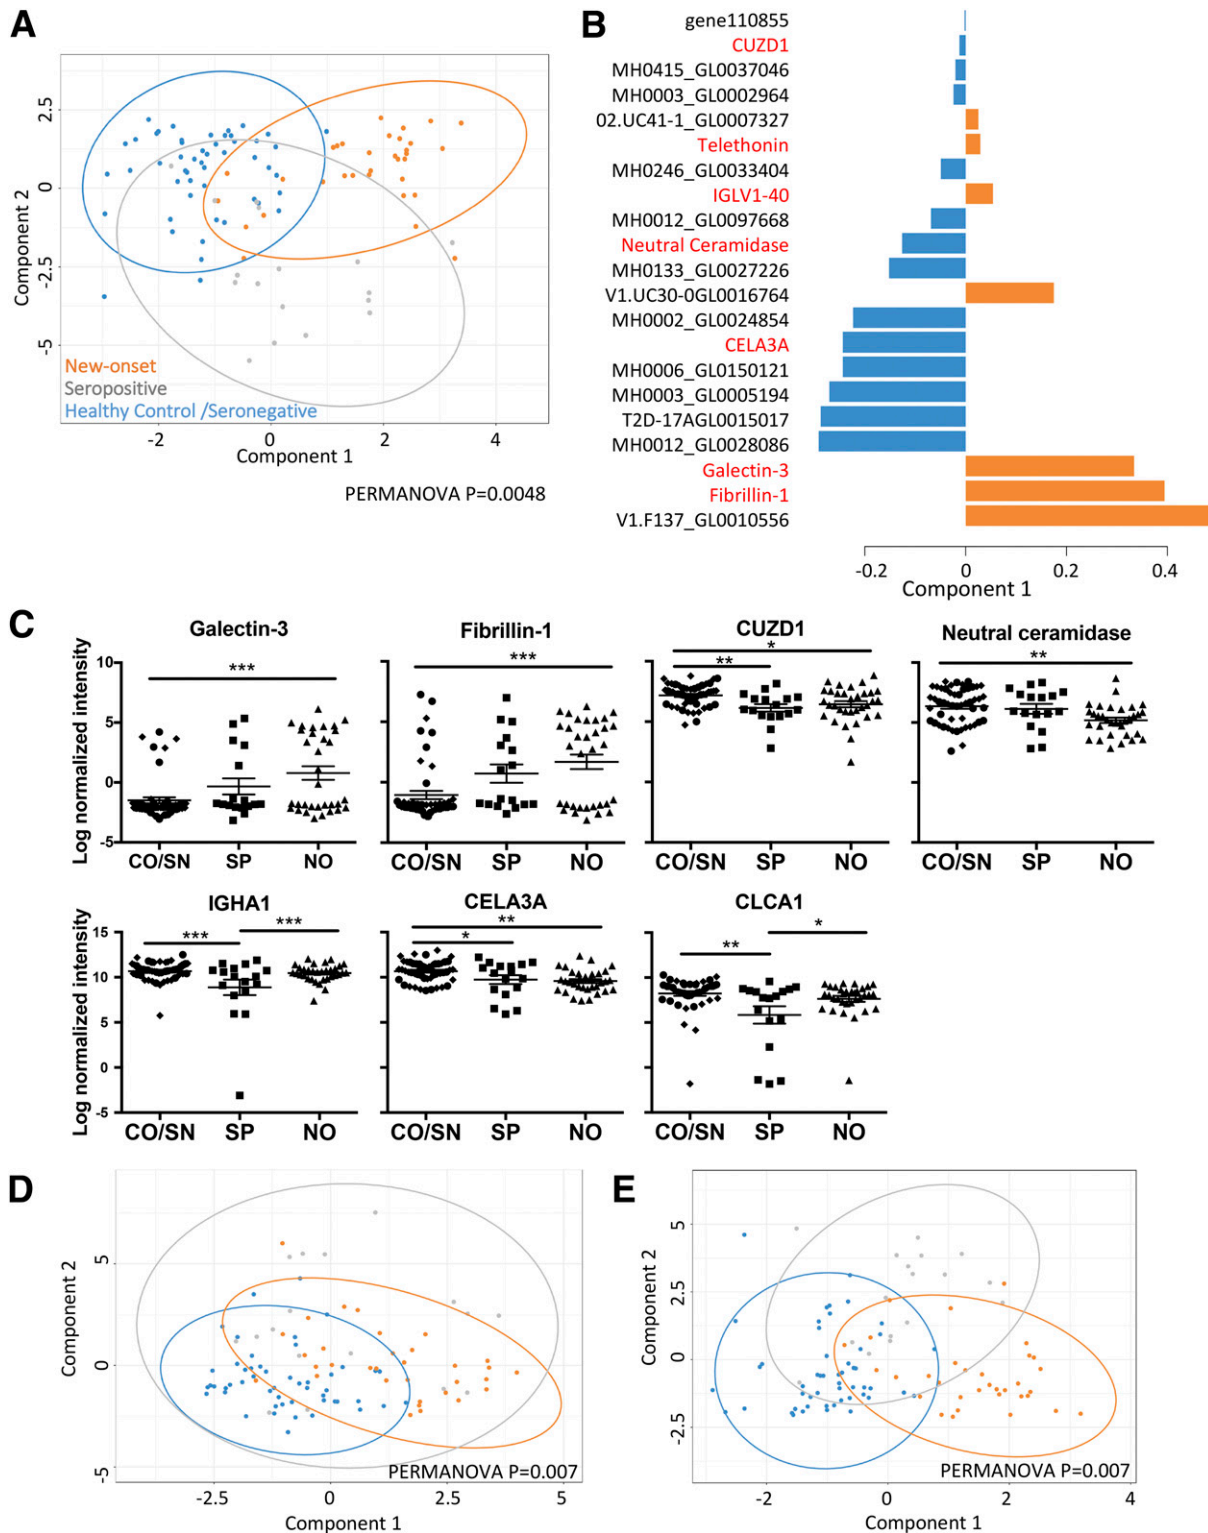 A
2.5
0
-2.5
-5
Component 2
New-onset
Seropositive
Healthy Control /Seronegative
-2
0
2
4
Component 1
PERMANOVA P=0.0048
B
gene110855
CUZD1
MH0415_GL0037046
MH0003_GL0002964
02.UC41-1_GL0007327
Telethonin
MH0246_GL0033404
IGLV1-40
MH0012_GL0097668
Neutral Ceramidase
MH0133_GL0027226
V1.UC30-0GL0016764
MH0002_GL0024854
CELA3A
MH0006_GL0150121
MH0003_GL0005194
T2D-17AGL0015017
MH0012_GL0028086
Galectin-3
Fibrillin-1
V1.F137_GL0010556
-0.2
0
0.2
0.4
Component 1
C
Galectin-3
Log normalized intensity
10
5
0
-5
***
CO/SN SP NO
Fibrillin-1
***
CO/SN SP NO
CUZD1
*
**
CO/SN SP NO
Neutral ceramidase
**
CO/SN SP NO
IGHA1
Log normalized intensity
15
10
5
0
-5
*** ***
CO/SN SP NO
CELA3A
**
*
CO/SN SP NO
CLCA1
** *
CO/SN SP NO
D
Component 2
5
0
-5
PERMANOVA P=0.007
-2.5
0
2.5
5
Component 1
E
Component 2
5
2.5
0
-2.5
PERMANOVA P=0.007
-2
0
2
4
Component 1